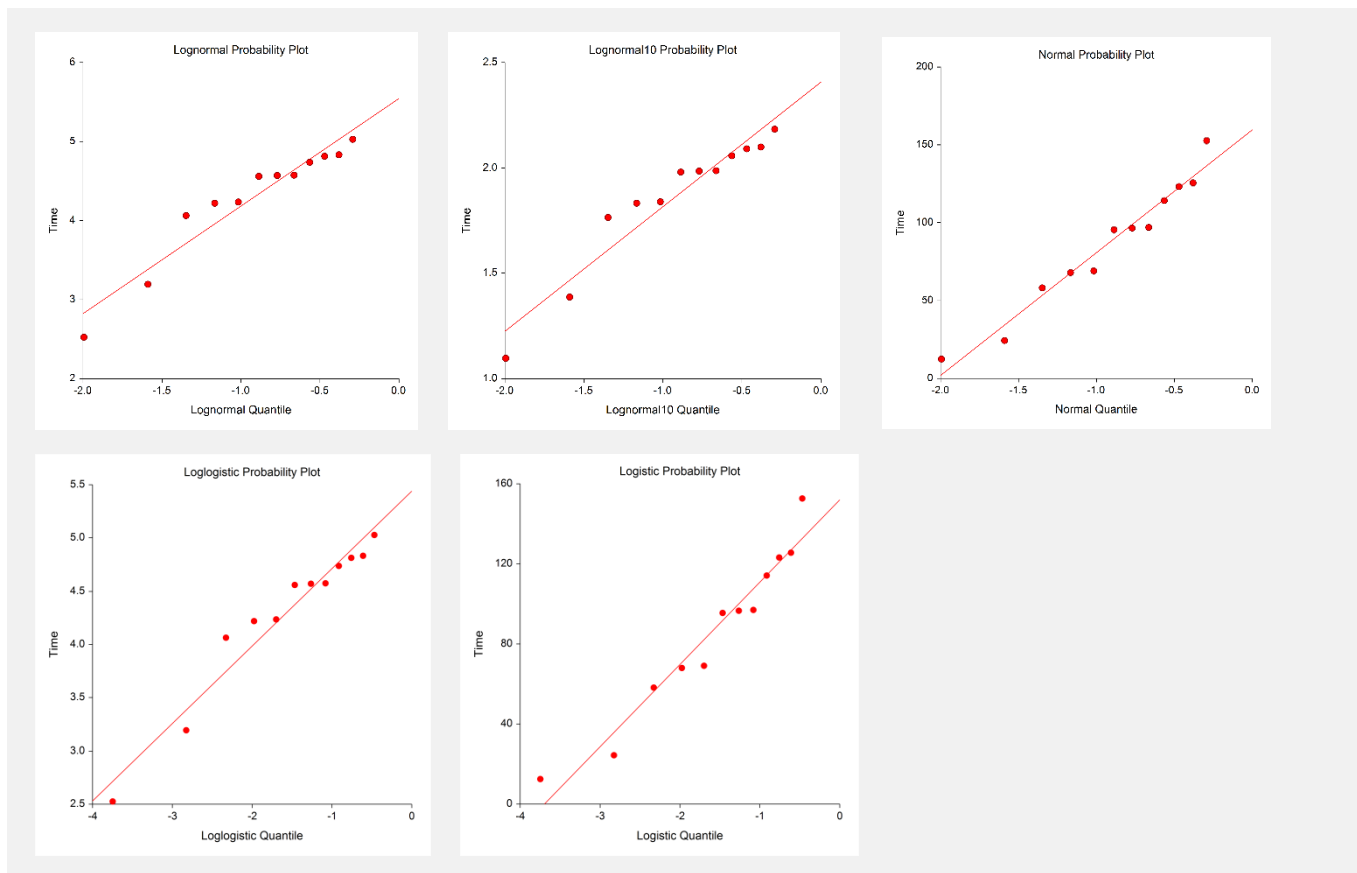 Lognormal Probability Plot
6
5
4
3
2
Time
-2.0 -1.5 -1.0 -0.5 0.0
Lognormal Quantile
Lognormal10 Probability Plot
2.5
2.0
1.5
1.0
Time
-2.0 -1.5 -1.0 -0.5 0.0
Lognormal10 Quantile
Normal Probability Plot
200
150
100
50
0
Time
-2.0 -1.5 -1.0 -0.5 0.0
Normal Quantile
Loglogistic Probability Plot
5.5
5.0
4.5
4.0
3.5
3.0
2.5
Time
-4 -3 -2 -1 0
Loglogistic Quantile
Logistic Probability Plot
160
120
80
40
0
Time
-4 -3 -2 -1 0
Logistic Quantile